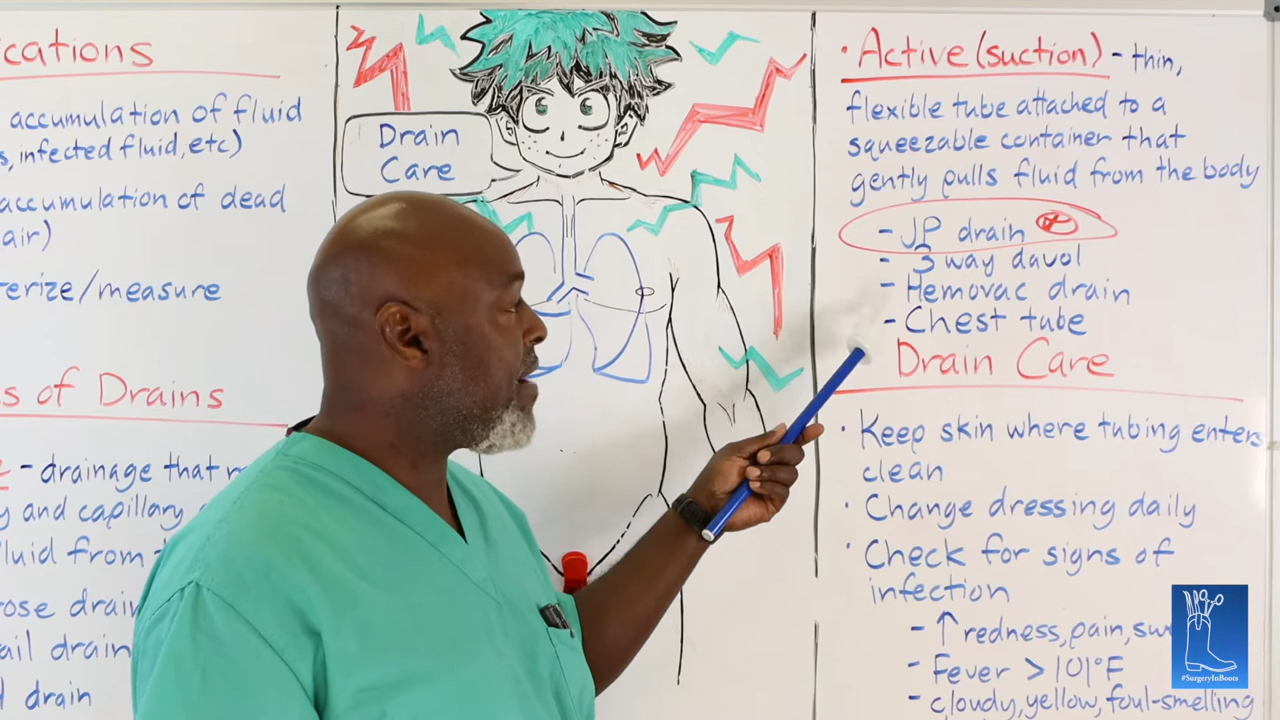 ications
accumulation of fluid
s, infected fluid, etc)
accumulation of dead
air)
terize/measure
s of Drains
- drainage that
y and capillary
fluid from
rose drain
ail drain
drain
Drain
Care
• Active (suction) - thin,
flexible tube attached to a
squeezable container that
gently pulls fluid from the body
- JP drain
- 3 way davol
- Hemovac drain
- Chest tube
Drain Care
• Keep skin where tubing enters
clean
• Change dressing daily
• Check for signs of
infection
- ↑ redness, pain, sw
- Fever > 101°F
- cloudy, yellow, foul-smelling
#SurgeryInBoots